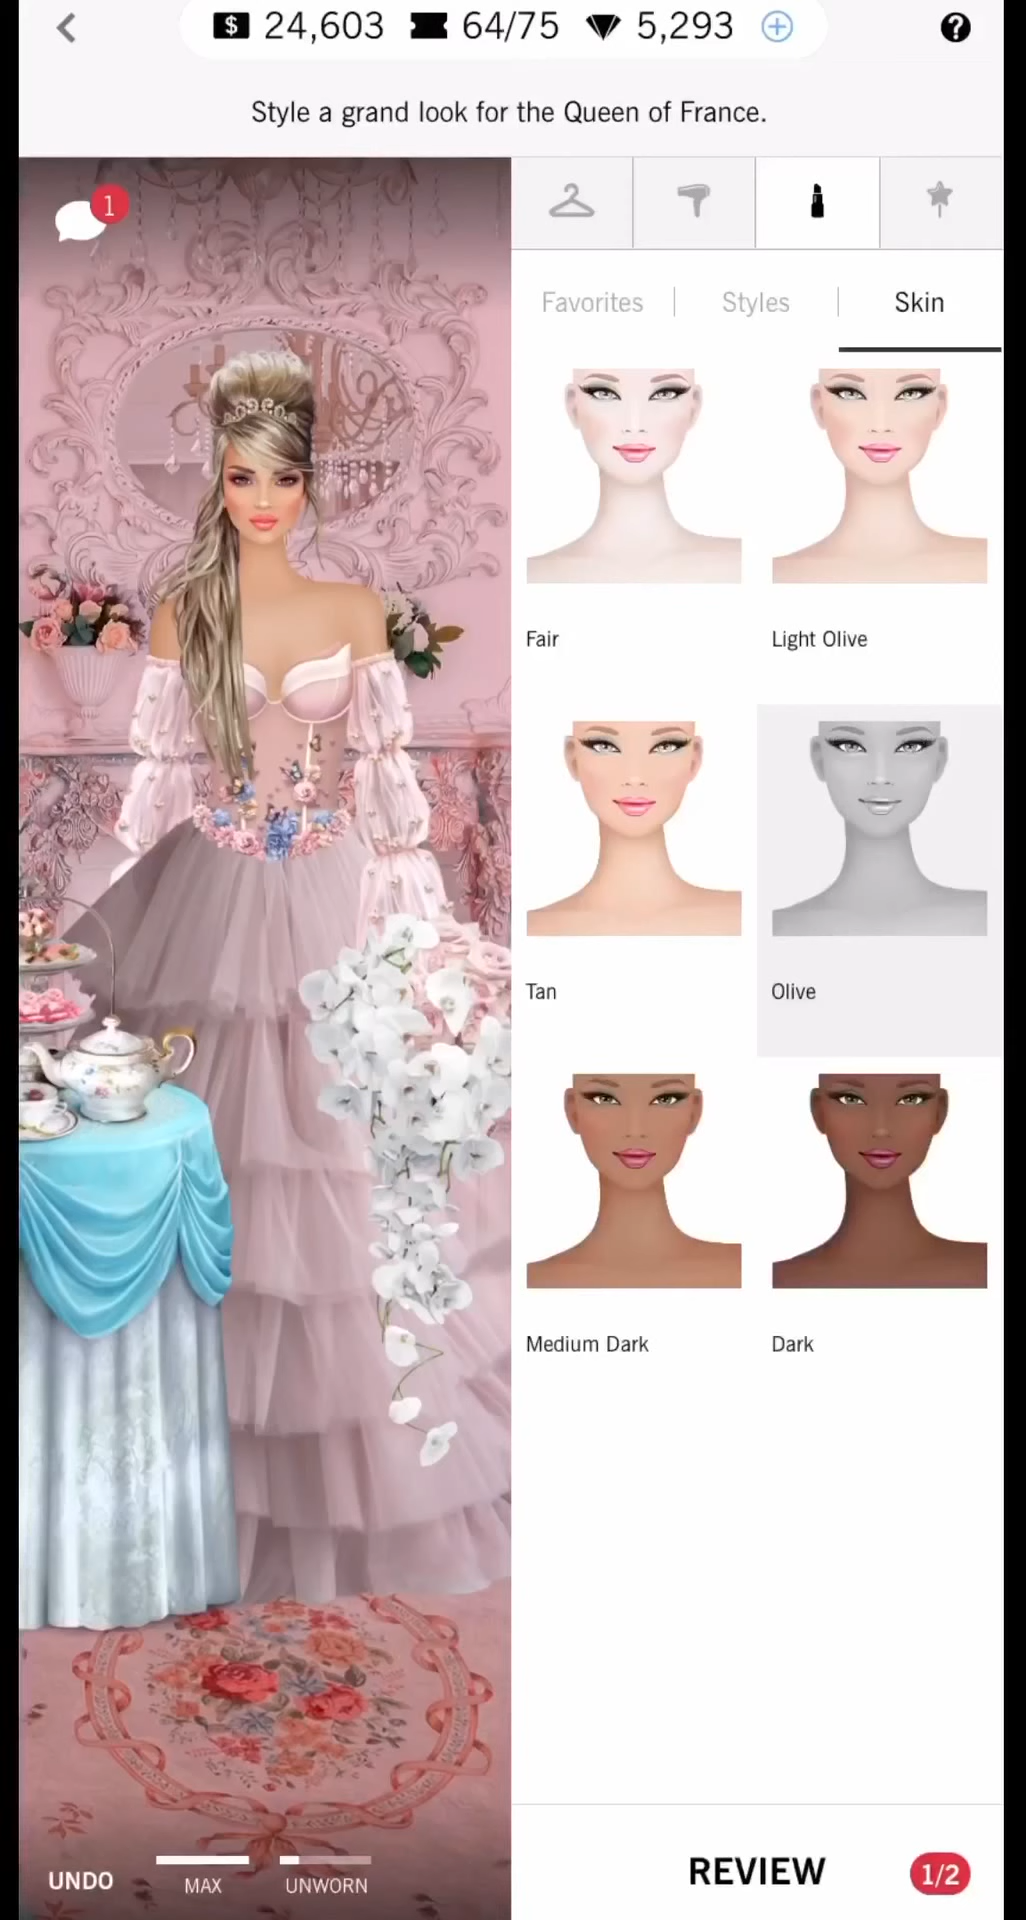 $ 24,603 64/75 5,293
?
Style a grand look for the Queen of France.
1
Favorites
Styles
Skin
Fair
Light Olive
Tan
Olive
Medium Dark
Dark
UNDO
MAX
UNWORN
REVIEW
1/2